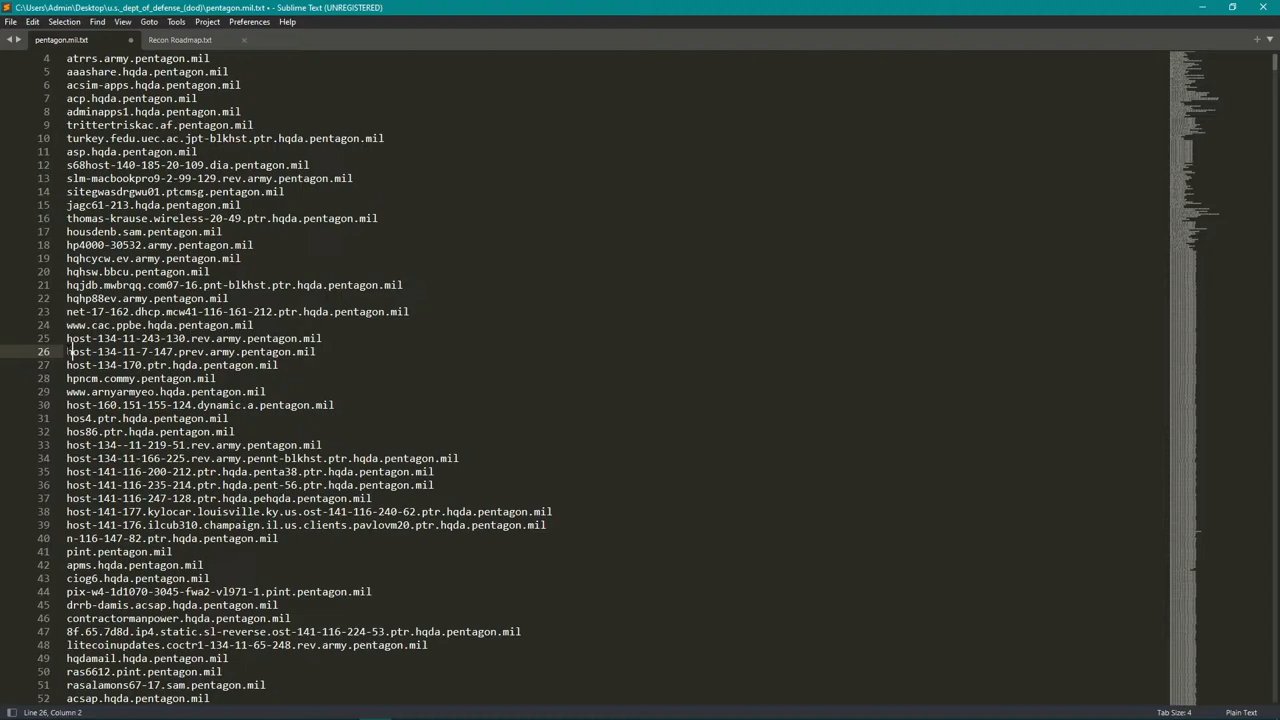 C:\Users\Admin\Desktop\u.s._dept_of_defense_(dod)\pentagon.mil.txt • - Sublime Text (UNREGISTERED)
File Edit Selection Find View Goto Tools Project Preferences Help
pentagon.mil.txt Recon Roadmap.txt
4 atrrs.army.pentagon.mil
5 aaashare.hqda.pentagon.mil
6 acsim-apps.hqda.pentagon.mil
7 acp.hqda.pentagon.mil
8 adminapps1.hqda.pentagon.mil
9 trittertriskac.af.pentagon.mil
10 turkey.fedu.uec.ac.jpt-blkhst.ptr.hqda.pentagon.mil
11 asp.hqda.pentagon.mil
12 s68host-140-185-20-109.dia.pentagon.mil
13 slm-macbookpro9-2-99-129.rev.army.pentagon.mil
14 sitegwasdrgwu01.ptcmsg.pentagon.mil
15 jagc61-213.hqda.pentagon.mil
16 thomas-krause.wireless-20-49.ptr.hqda.pentagon.mil
17 housdenb.sam.pentagon.mil
18 hp4000-30532.army.pentagon.mil
19 hqhcycw.ev.army.pentagon.mil
20 hqhsw.bbcu.pentagon.mil
21 hqjdb.mwbrqq.com07-16.pnt-blkhst.ptr.hqda.pentagon.mil
22 hqhp88ev.army.pentagon.mil
23 net-17-162.dhcp.mcw41-116-161-212.ptr.hqda.pentagon.mil
24 www.cac.ppbe.hqda.pentagon.mil
25 host-134-11-243-130.rev.army.pentagon.mil
26 host-134-11-7-147.prev.army.pentagon.mil
27 host-134-170.ptr.hqda.pentagon.mil
28 hpncm.commy.pentagon.mil
29 www.arnyarmyeo.hqda.pentagon.mil
30 host-160.151-155-124.dynamic.a.pentagon.mil
31 hos4.ptr.hqda.pentagon.mil
32 hos86.ptr.hqda.pentagon.mil
33 host-134--11-219-51.rev.army.pentagon.mil
34 host-134-11-166-225.rev.army.pennt-blkhst.ptr.hqda.pentagon.mil
35 host-141-116-200-212.ptr.hqda.penta38.ptr.hqda.pentagon.mil
36 host-141-116-235-214.ptr.hqda.pent-56.ptr.hqda.pentagon.mil
37 host-141-116-247-128.ptr.hqda.pehqda.pentagon.mil
38 host-141-177.kylocar.louisville.ky.us.ost-141-116-240-62.ptr.hqda.pentagon.mil
39 host-141-176.ilcub310.champaign.il.us.clients.pavlovm20.ptr.hqda.pentagon.mil
40 n-116-147-82.ptr.hqda.pentagon.mil
41 pint.pentagon.mil
42 apms.hqda.pentagon.mil
43 ciog6.hqda.pentagon.mil
44 pix-w4-1d1070-3045-fwa2-vl971-1.pint.pentagon.mil
45 drrb-damis.acsap.hqda.pentagon.mil
46 contractormanpower.hqda.pentagon.mil
47 8f.65.7d8d.ip4.static.sl-reverse.ost-141-116-224-53.ptr.hqda.pentagon.mil
48 litecoinupdates.coctr1-134-11-65-248.rev.army.pentagon.mil
49 hqdamail.hqda.pentagon.mil
50 ras6612.pint.pentagon.mil
51 rasalamons67-17.sam.pentagon.mil
52 acsap.hqda.pentagon.mil
Line 26, Column 2 Tab Size: 4 Plain Text